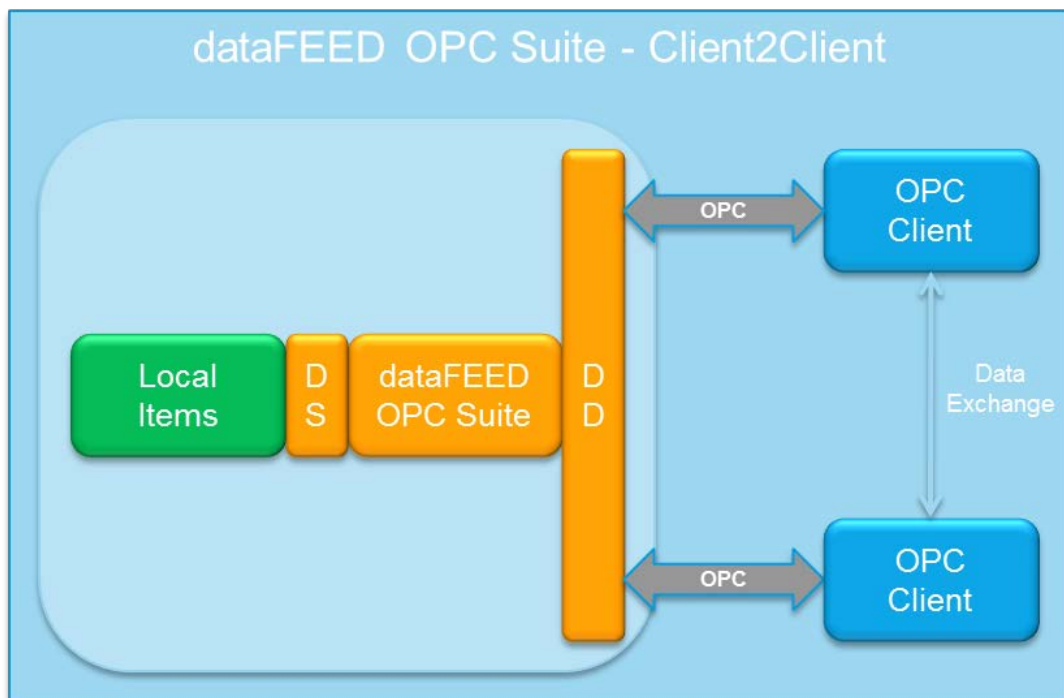 dataFEED OPC Suite - Client2Client
OPC
OPC
Client
Local
Items
D
S
dataFEED
OPC Suite
D
D
Data
Exchange
OPC
OPC
Client